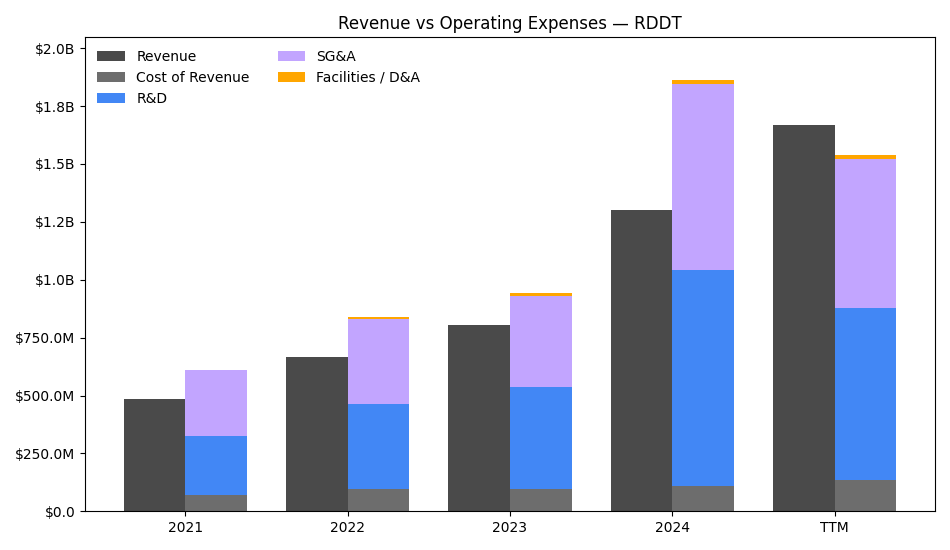 Revenue vs Operating Expenses — RDDT
Revenue
Cost of Revenue
R&D
SG&A
Facilities / D&A
$2.0B
$1.8B
$1.5B
$1.2B
$1.0B
$750.0M
$500.0M
$250.0M
$0.0
2021
2022
2023
2024
TTM